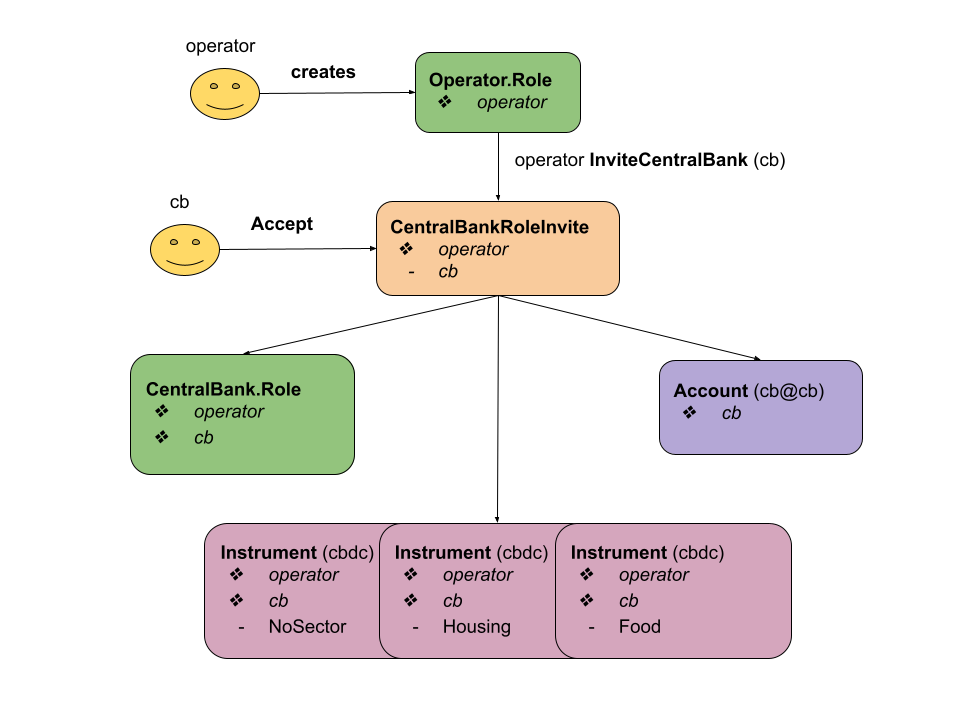 operator
creates
Operator.Role
❖ operator
operator InviteCentralBank (cb)
cb
Accept
CentralBankRoleInvite
❖ operator
- cb
CentralBank.Role
❖ operator
❖ cb
Account (cb@cb)
❖ cb
Instrument (cbdc)
❖ operator
❖ cb
- NoSector
Instrument (cbdc)
❖ operator
❖ cb
- Housing
Instrument (cbdc)
❖ operator
❖ cb
- Food